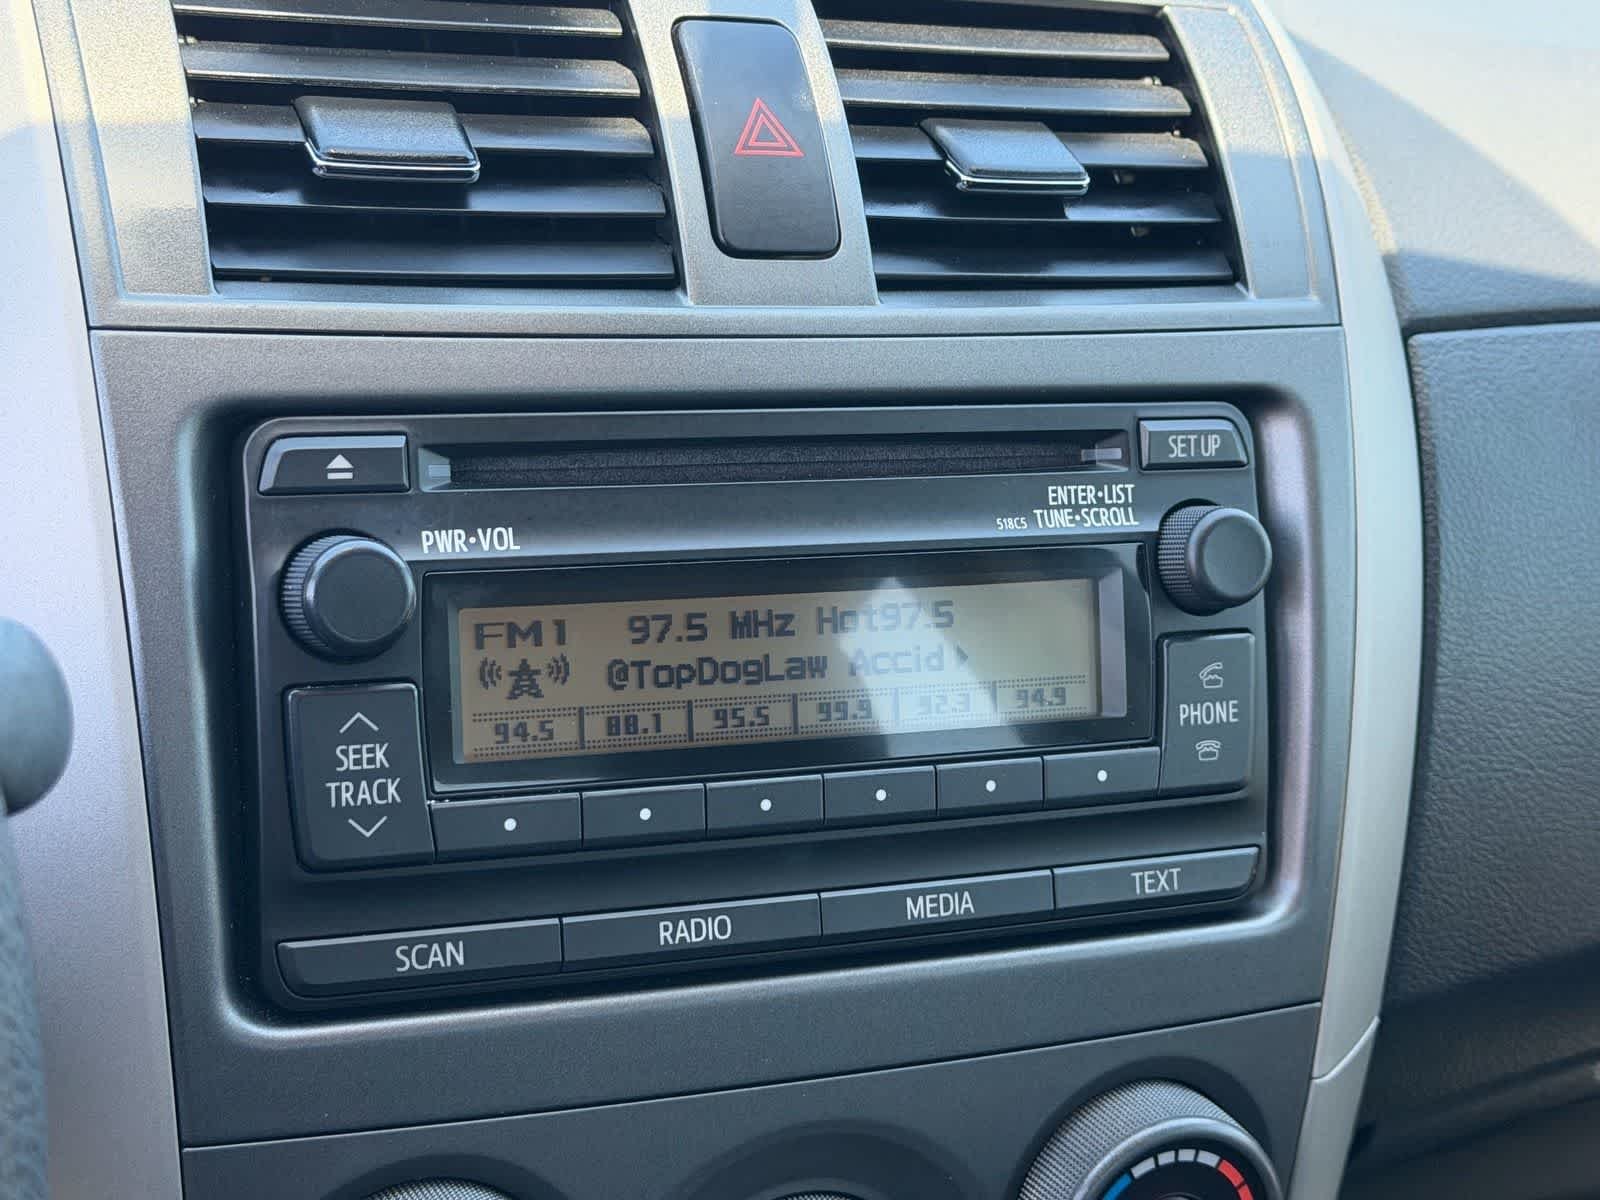 SET UP
ENTER•LIST
518C5 TUNE•SCROLL
PWR•VOL
FM1 97.5 MHz Hot97.5
@TopDogLaw Accid
94.5 88.1 95.5 99.9 92.3 94.9
SEEK
TRACK
PHONE
SCAN RADIO MEDIA TEXT